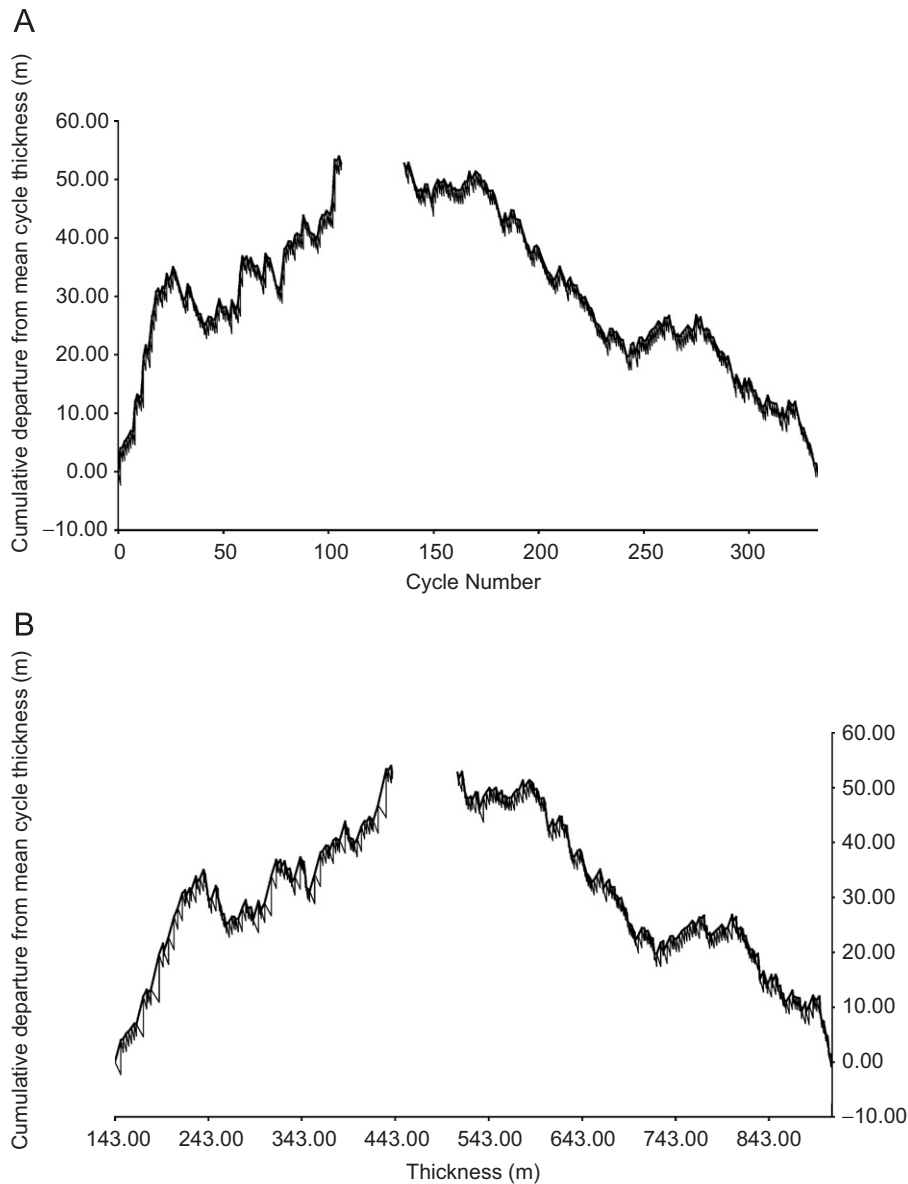 A
Cumulative departure from mean cycle thickness (m)
60.00
50.00
40.00
30.00
20.00
10.00
0.00
−10.00
0 50 100 150 200 250 300
Cycle Number
B
Cumulative departure from mean cycle thickness (m)
60.00
50.00
40.00
30.00
20.00
10.00
0.00
−10.00
143.00 243.00 343.00 443.00 543.00 643.00 743.00 843.00
Thickness (m)